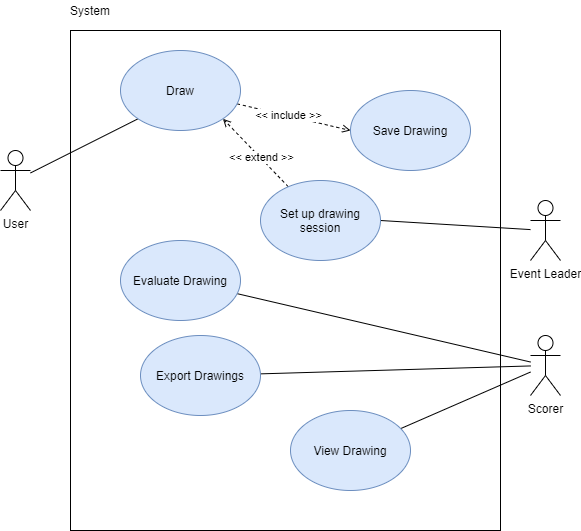 System
Draw
<< include >>
Save Drawing
<< extend >>
User
Set up drawing
session
Event Leader
Evaluate Drawing
Export Drawings
Scorer
View Drawing